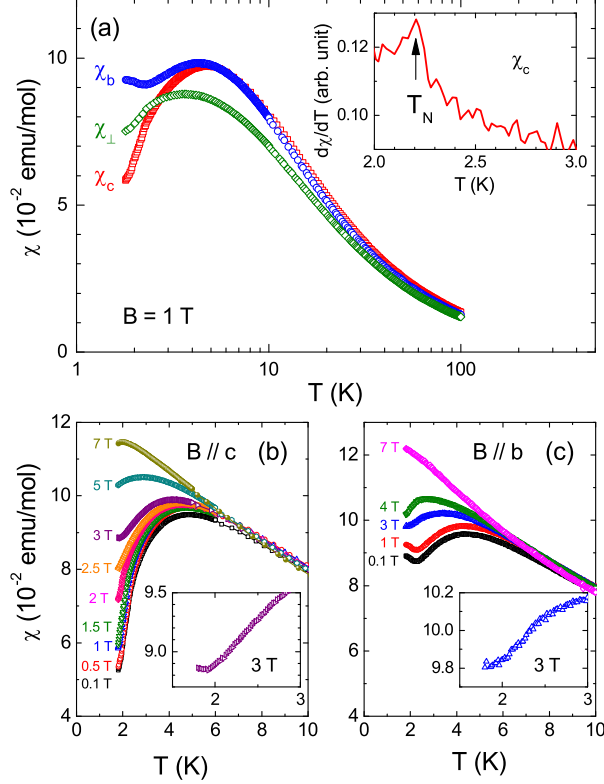 (a)
10
5
0
χ (10⁻² emu/mol)
χb
χ⊥
χc
B = 1 T
1
10
100
T (K)
0.12
0.10
dχ/dT (arb. unit)
TN
χc
2.0
2.5
3.0
T (K)
12
10
8
6
4
χ (10⁻² emu/mol)
B // c
(b)
7 T
5 T
3 T
2.5 T
2 T
1.5 T
1 T
0.5 T
0.1 T
9.5
9.0
3 T
2
3
0
2
4
6
8
10
T (K)
12
10
8
6
4
B // b
(c)
7 T
4 T
3 T
1 T
0.1 T
10.2
10.0
9.8
3 T
2
3
0
2
4
6
8
10
T (K)